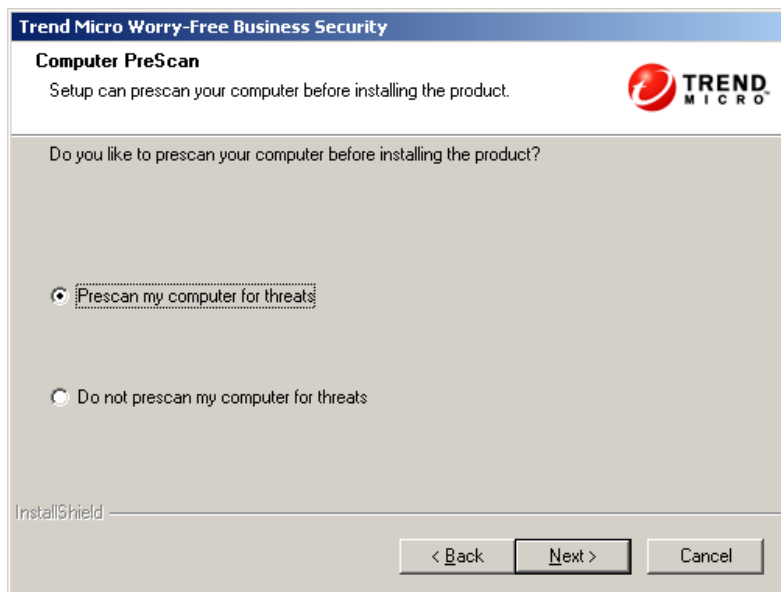 Trend Micro Worry-Free Business Security
Computer PreScan
Setup can prescan your computer before installing the product.
TREND
MICRO™
Do you like to prescan your computer before installing the product?
Prescan my computer for threats
Do not prescan my computer for threats
InstallShield
< Back
Next >
Cancel